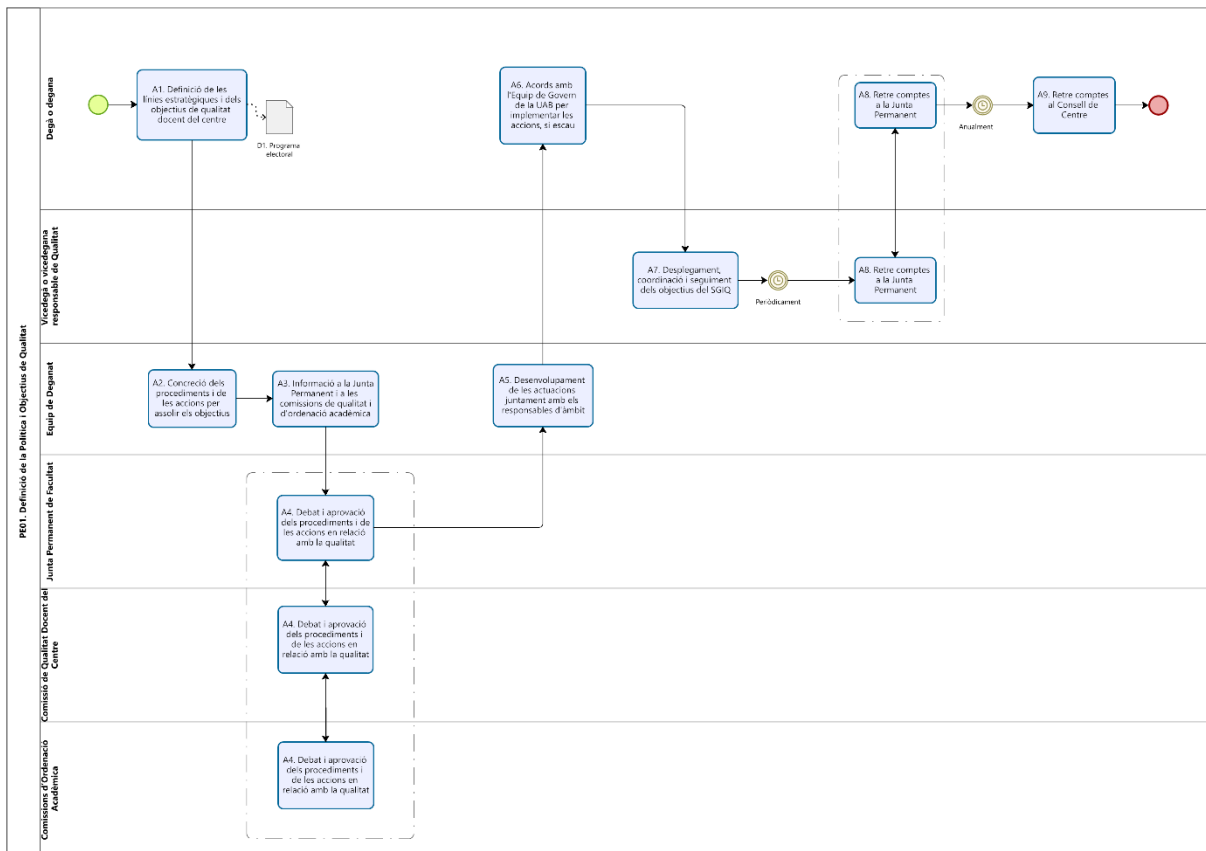 PE01. Definició de la Política i Objectius de Qualitat
Degà o degana
A1. Definició de les
línies estratègiques i dels
objectius de qualitat
docent del centre
D1. Programa
electoral
A6. Acords amb
l'Equip de Govern
de la UAB per
implementar les
accions, si escau
A8. Retre comptes
a la Junta
Permanent
Anualment
A9. Retre comptes
al Consell de
Centre
Vicedegà o vicedegana
responsable de Qualitat
A7. Desplegament,
coordinació i seguiment
dels objectius del SGIQ
Periòdicament
A8. Retre comptes
a la Junta
Permanent
Equip de Deganat
A2. Concreció dels
procediments i de
les accions per
assolir els objectius
A3. Informació a la Junta
Permanent i a les
comissions de qualitat i
d'ordenació acadèmica
A5. Desenvolupament
de les actuacions
juntament amb els
responsables d'àmbit
Junta Permanent de Facultat
A4. Debat i aprovació
dels procediments i de
les accions en relació
amb la qualitat
Comissió de Qualitat Docent del
Centre
A4. Debat i aprovació
dels procediments i
de les accions en
relació amb la qualitat
Comissions d'Ordenació
Acadèmica
A4. Debat i aprovació
dels procediments i
de les accions en
relació amb la qualitat